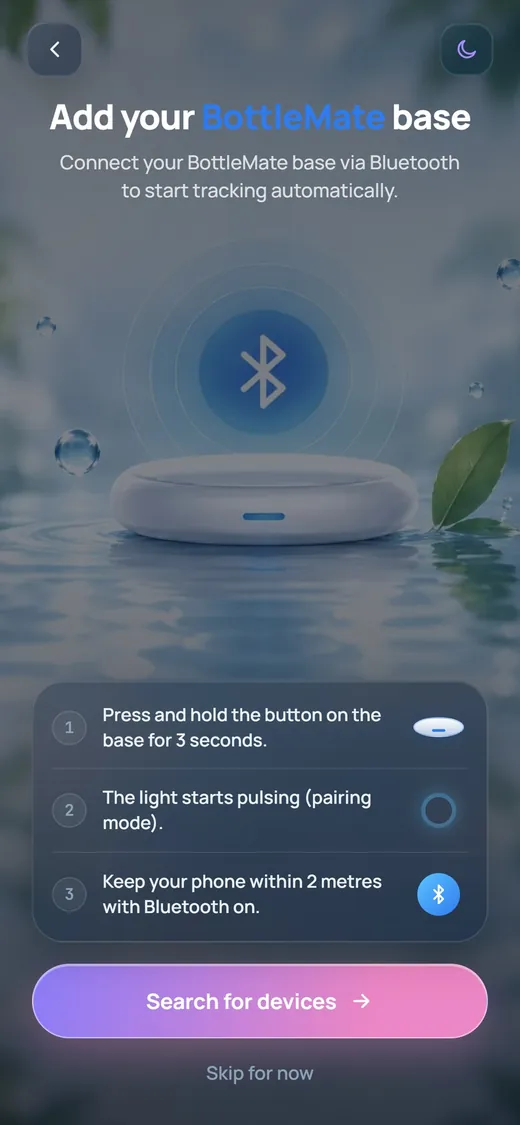 Add your BottleMate base
Connect your BottleMate base via Bluetooth
to start tracking automatically.
1
Press and hold the button on the
base for 3 seconds.
2
The light starts pulsing (pairing
mode).
3
Keep your phone within 2 metres
with Bluetooth on.
Search for devices →
Skip for now